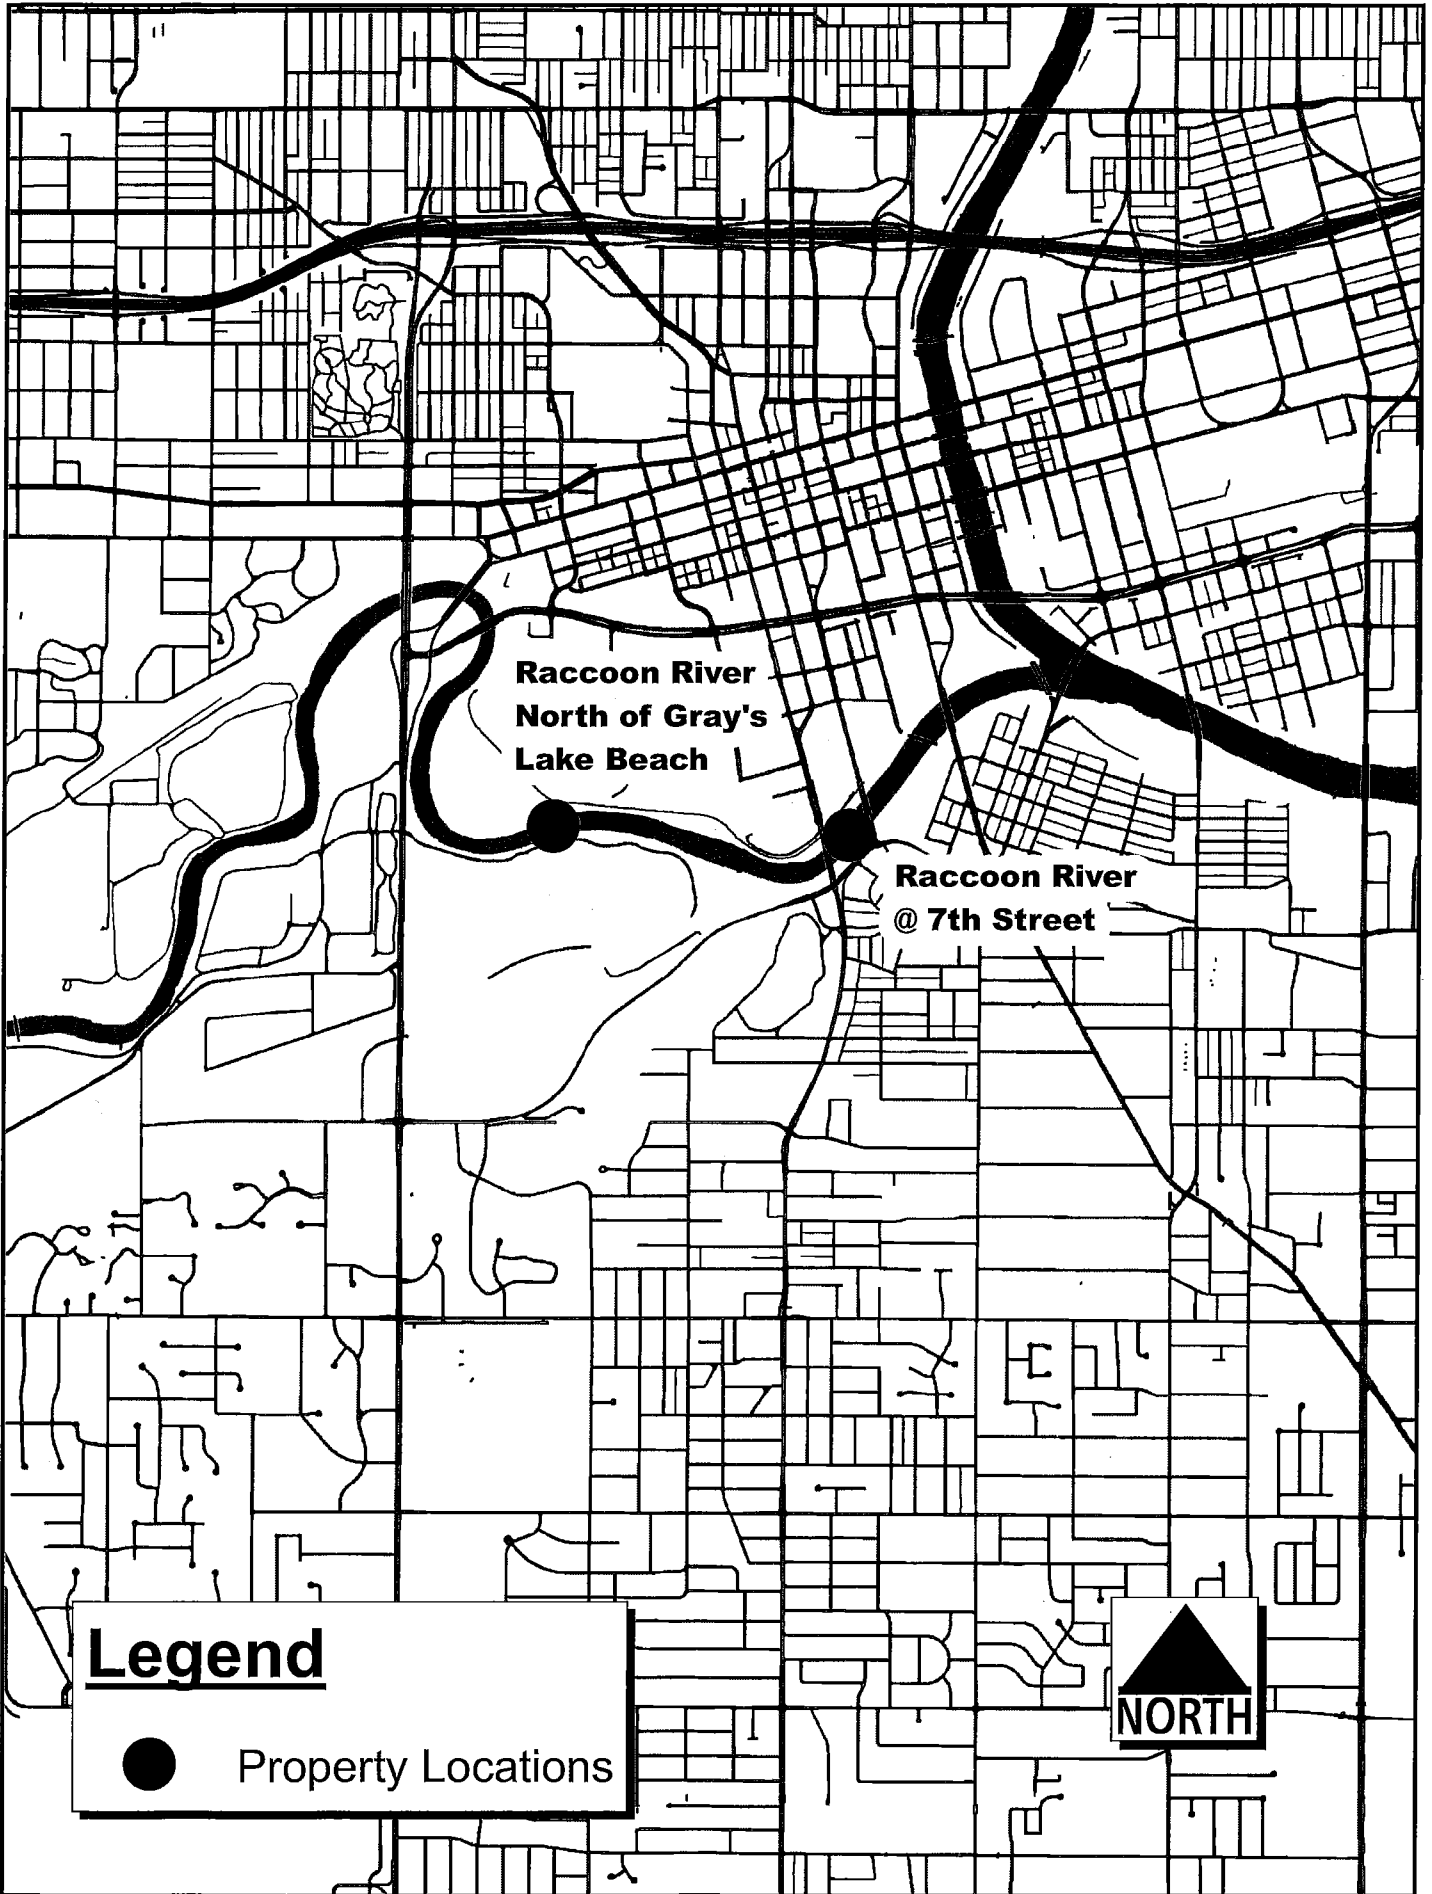 Raccoon River
North of Gray's
Lake Beach
Raccoon River
@ 7th Street
Legend
Property Locations
NORTH